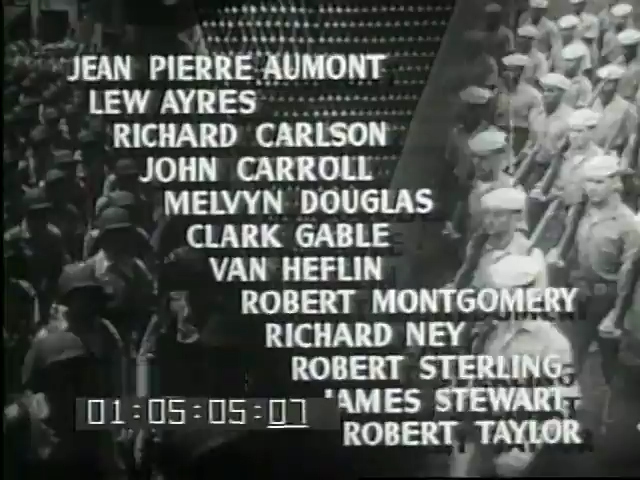 JEAN PIERRE AUMONT
LEW AYRES
RICHARD CARLSON
JOHN CARROLL
MELVYN DOUGLAS
CLARK GABLE
VAN HEFLIN
ROBERT MONTGOMERY
RICHARD NEY
ROBERT STERLING
JAMES STEWART
01:05:05:07
ROBERT TAYLOR